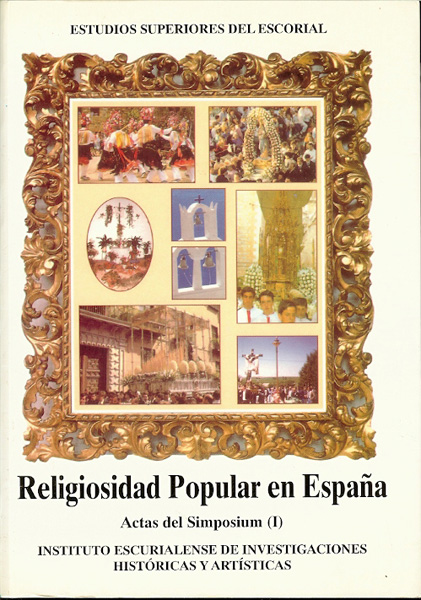 ESTUDIOS SUPERIORES DEL ESCORIAL
Religiosidad Popular en España
Actas del Simposium (I)
INSTITUTO ESCURIALENSE DE INVESTIGACIONES
HISTÓRICAS Y ARTÍSTICAS